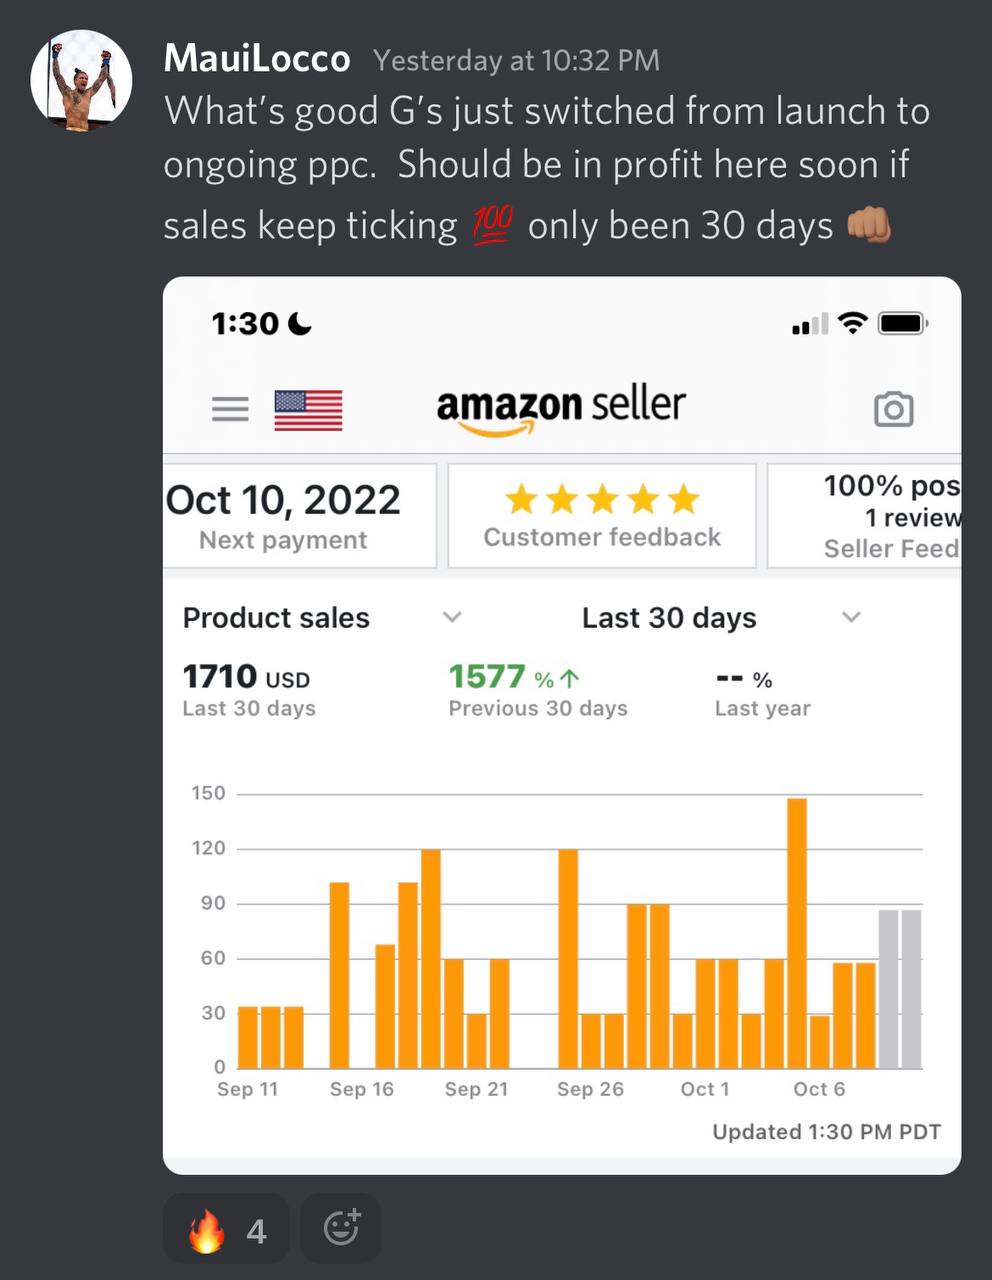 MauiLocco Yesterday at 10:32 PM
What's good G's just switched from launch to
ongoing ppc.  Should be in profit here soon if
sales keep ticking 💯 only been 30 days 👊🏽
1:30
amazon seller
Oct 10, 2022
Next payment
Customer feedback
100% pos
1 review
Seller Feed
Product sales
Last 30 days
1710 USD
Last 30 days
1577 % ↑
Previous 30 days
-- %
Last year
150
120
90
60
30
0
Sep 11 Sep 16 Sep 21 Sep 26 Oct 1 Oct 6
Updated 1:30 PM PDT
🔥 4